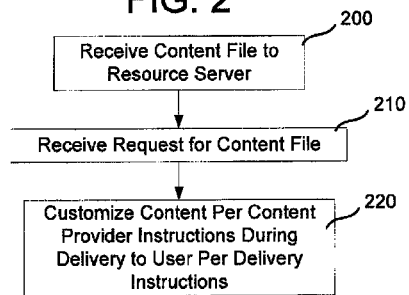 FIG. 2
200
Receive Content File to
Resource Server
210
Receive Request for Content File
220
Customize Content Per Content
Provider Instructions During
Delivery to User Per Delivery
Instructions